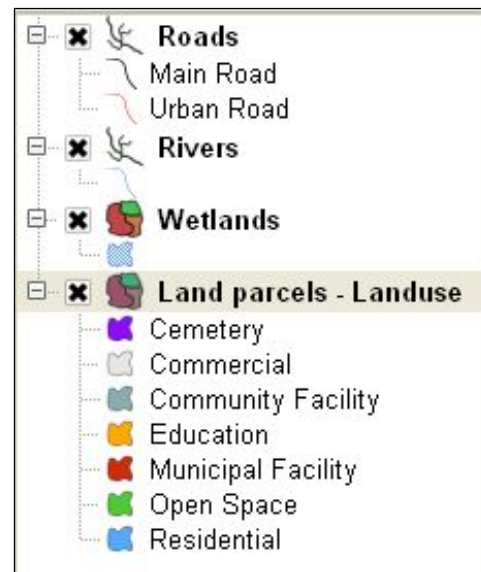 Roads
Main Road
Urban Road
Rivers
Wetlands
Land parcels - Landuse
Cemetery
Commercial
Community Facility
Education
Municipal Facility
Open Space
Residential